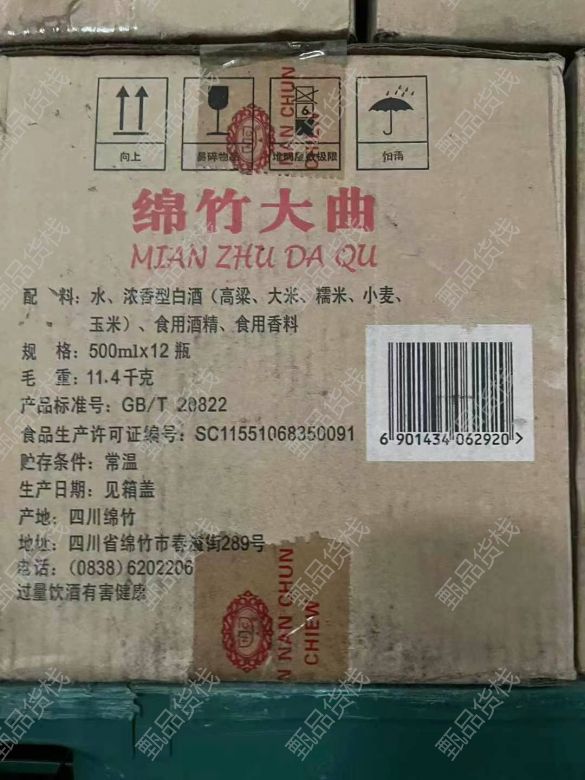 向上
易碎物品
6
堆码层数极限
怕雨
绵竹大曲
MIAN ZHU DA QU
配 料：水、浓香型白酒（高粱、大米、糯米、小麦、
玉米）、食用酒精、食用香料
规 格：500mlx12 瓶
毛 重：11.4千克
产品标准号：GB/T 20822
食品生产许可证编号：SC11551068350091
贮存条件：常温
生产日期：见箱盖
产地：四川绵竹
地址：四川省绵竹市春溢街289号
电话：(0838)6202206
过量饮酒有害健康
6 901434 062920 >
NAN CHUN
N NAN CHUN
CHIEW
甄品货栈